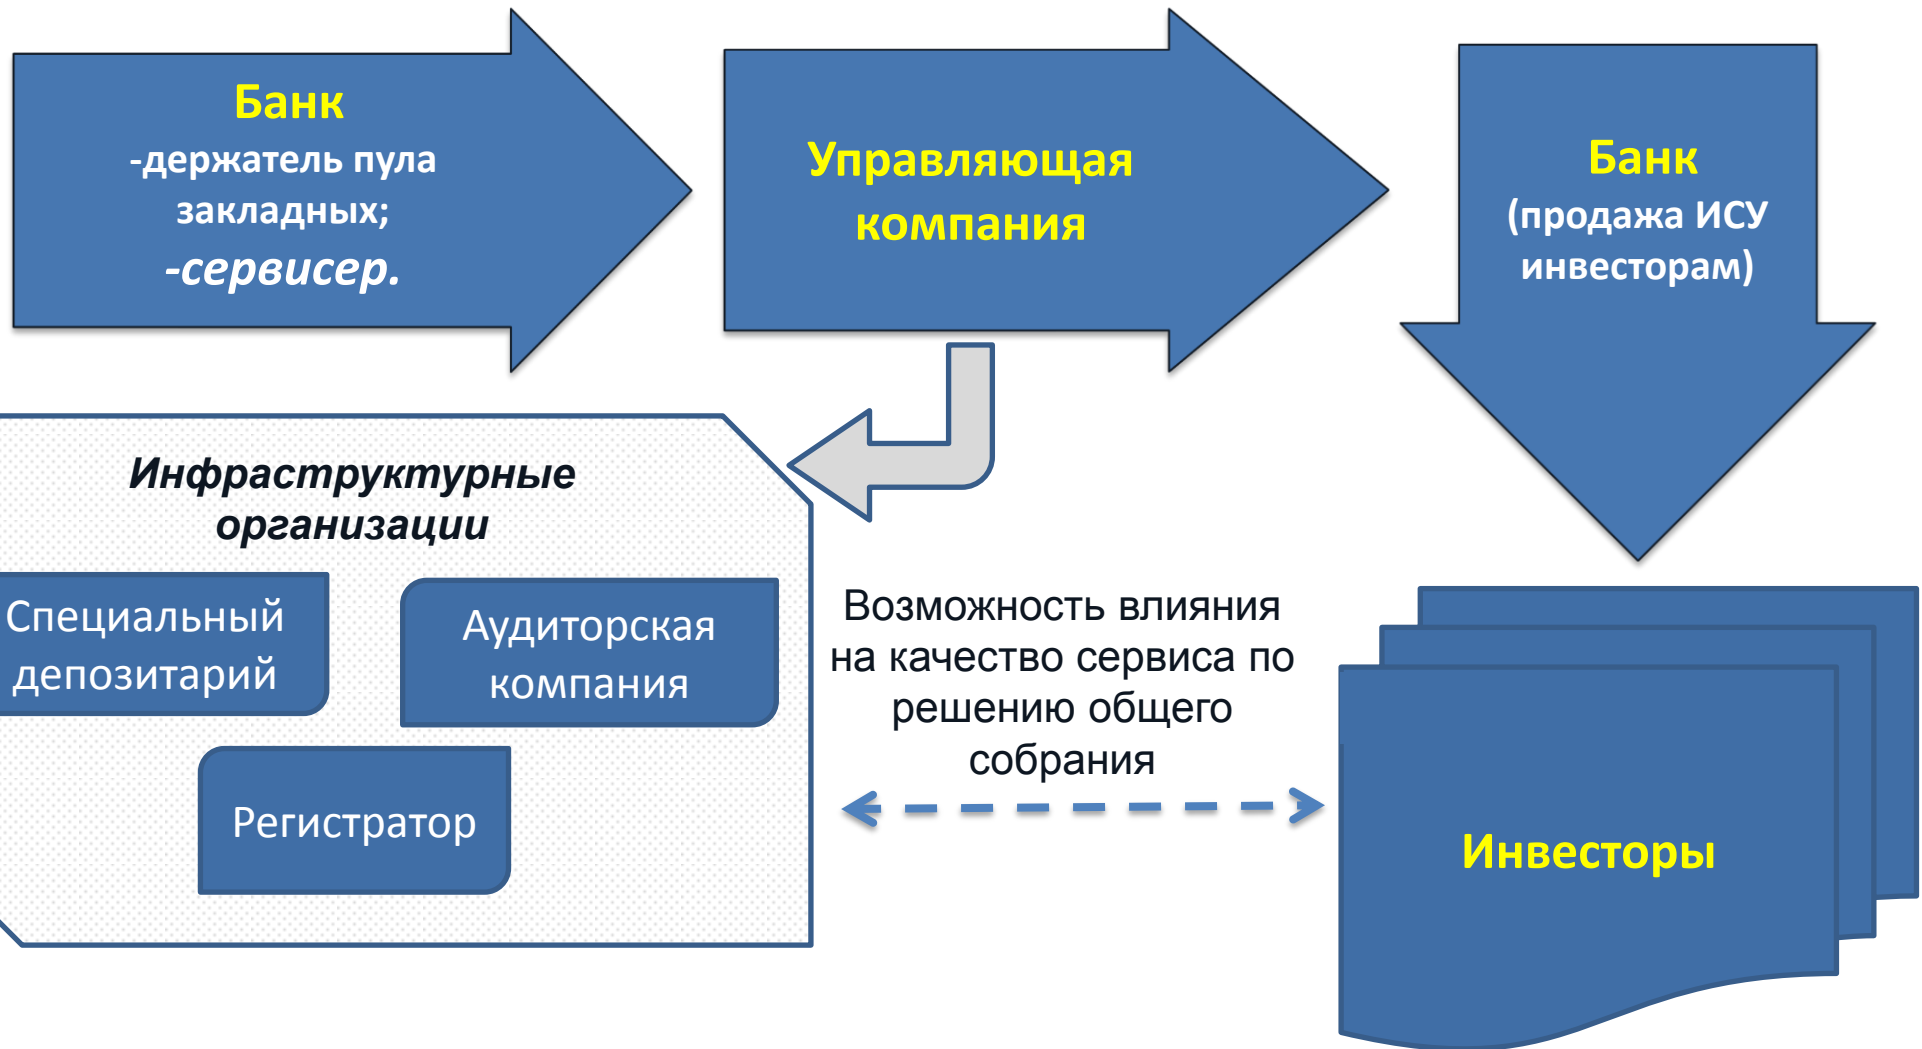 Банк
-держатель пула
закладных;
-сервисер.
Управляющая
компания
Банк
(продажа ИСУ
инвесторам)
Инфраструктурные
организации
Специальный
депозитарий
Аудиторская
компания
Регистратор
Возможность влияния
на качество сервиса по
решению общего
собрания
Инвесторы